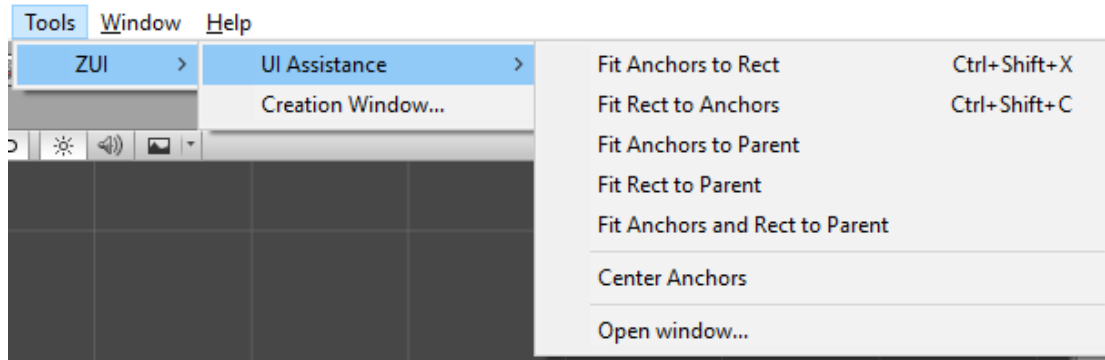 Tools Window Help
ZUI
UI Assistance
Creation Window...
Fit Anchors to Rect Ctrl+Shift+X
Fit Rect to Anchors Ctrl+Shift+C
Fit Anchors to Parent
Fit Rect to Parent
Fit Anchors and Rect to Parent
Center Anchors
Open window...